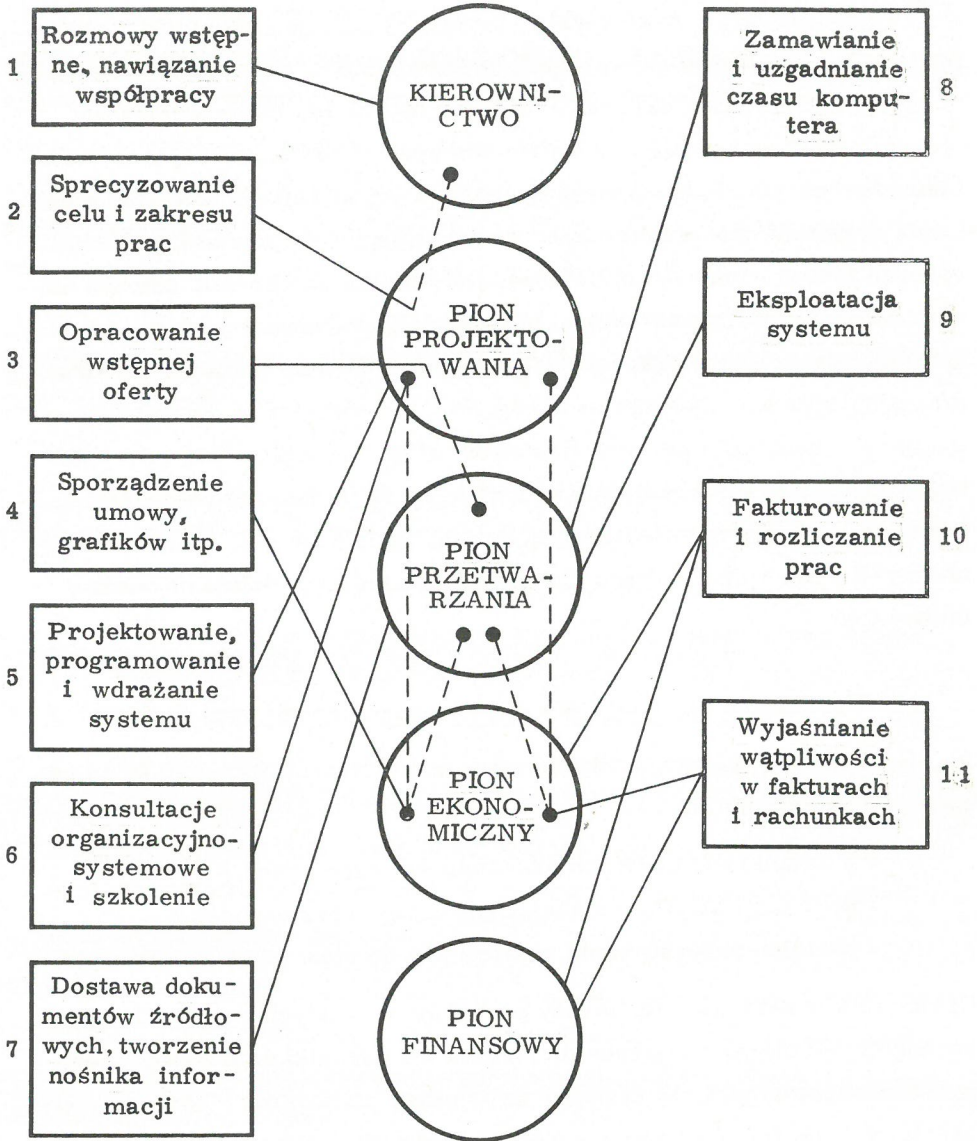 1
Rozmowy wstęp-
ne, nawiązanie
współpracy
2
Sprecyzowanie
celu i zakresu
prac
3
Opracowanie
wstępnej
oferty
4
Sporządzenie
umowy,
grafików itp.
5
Projektowanie,
programowanie
i wdrażanie
systemu
6
Konsultacje
organizacyjno-
systemowe
i szkolenie
7
Dostawa doku-
mentów źródło-
wych, tworzenie
nośnika infor-
macji
KIEROWNI-
CTWO
PION
PROJEKTO-
WANIA
PION
PRZETWA-
RZANIA
PION
EKONO-
MICZNY
PION
FINANSOWY
Zamawianie
i uzgadnianie
czasu kompu-
tera
8
Eksploatacja
systemu
9
Fakturowanie
i rozliczanie
prac
10
Wyjaśnianie
wątpliwości
w fakturach
i rachunkach
11